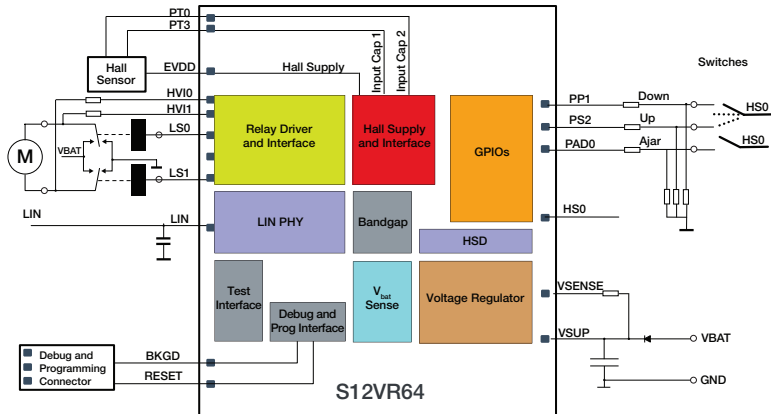 PT0
PT3
Input Cap 1
Input Cap 2
Switches
Hall
Sensor
EVDD
Hall Supply
HVI0
HVI1
LS0
VBAT
M
LS1
Relay Driver
and Interface
Hall Supply
and Interface
GPIOs
PP1
Down
HS0
PS2
Up
PAD0
Ajar
HS0
LIN
LIN
LIN PHY
Bandgap
HSD
HS0
Test
Interface
Debug and
Prog Interface
Vbat
Sense
Voltage Regulator
VSENSE
VSUP
VBAT
GND
Debug and
Programming
Connector
BKGD
RESET
S12VR64